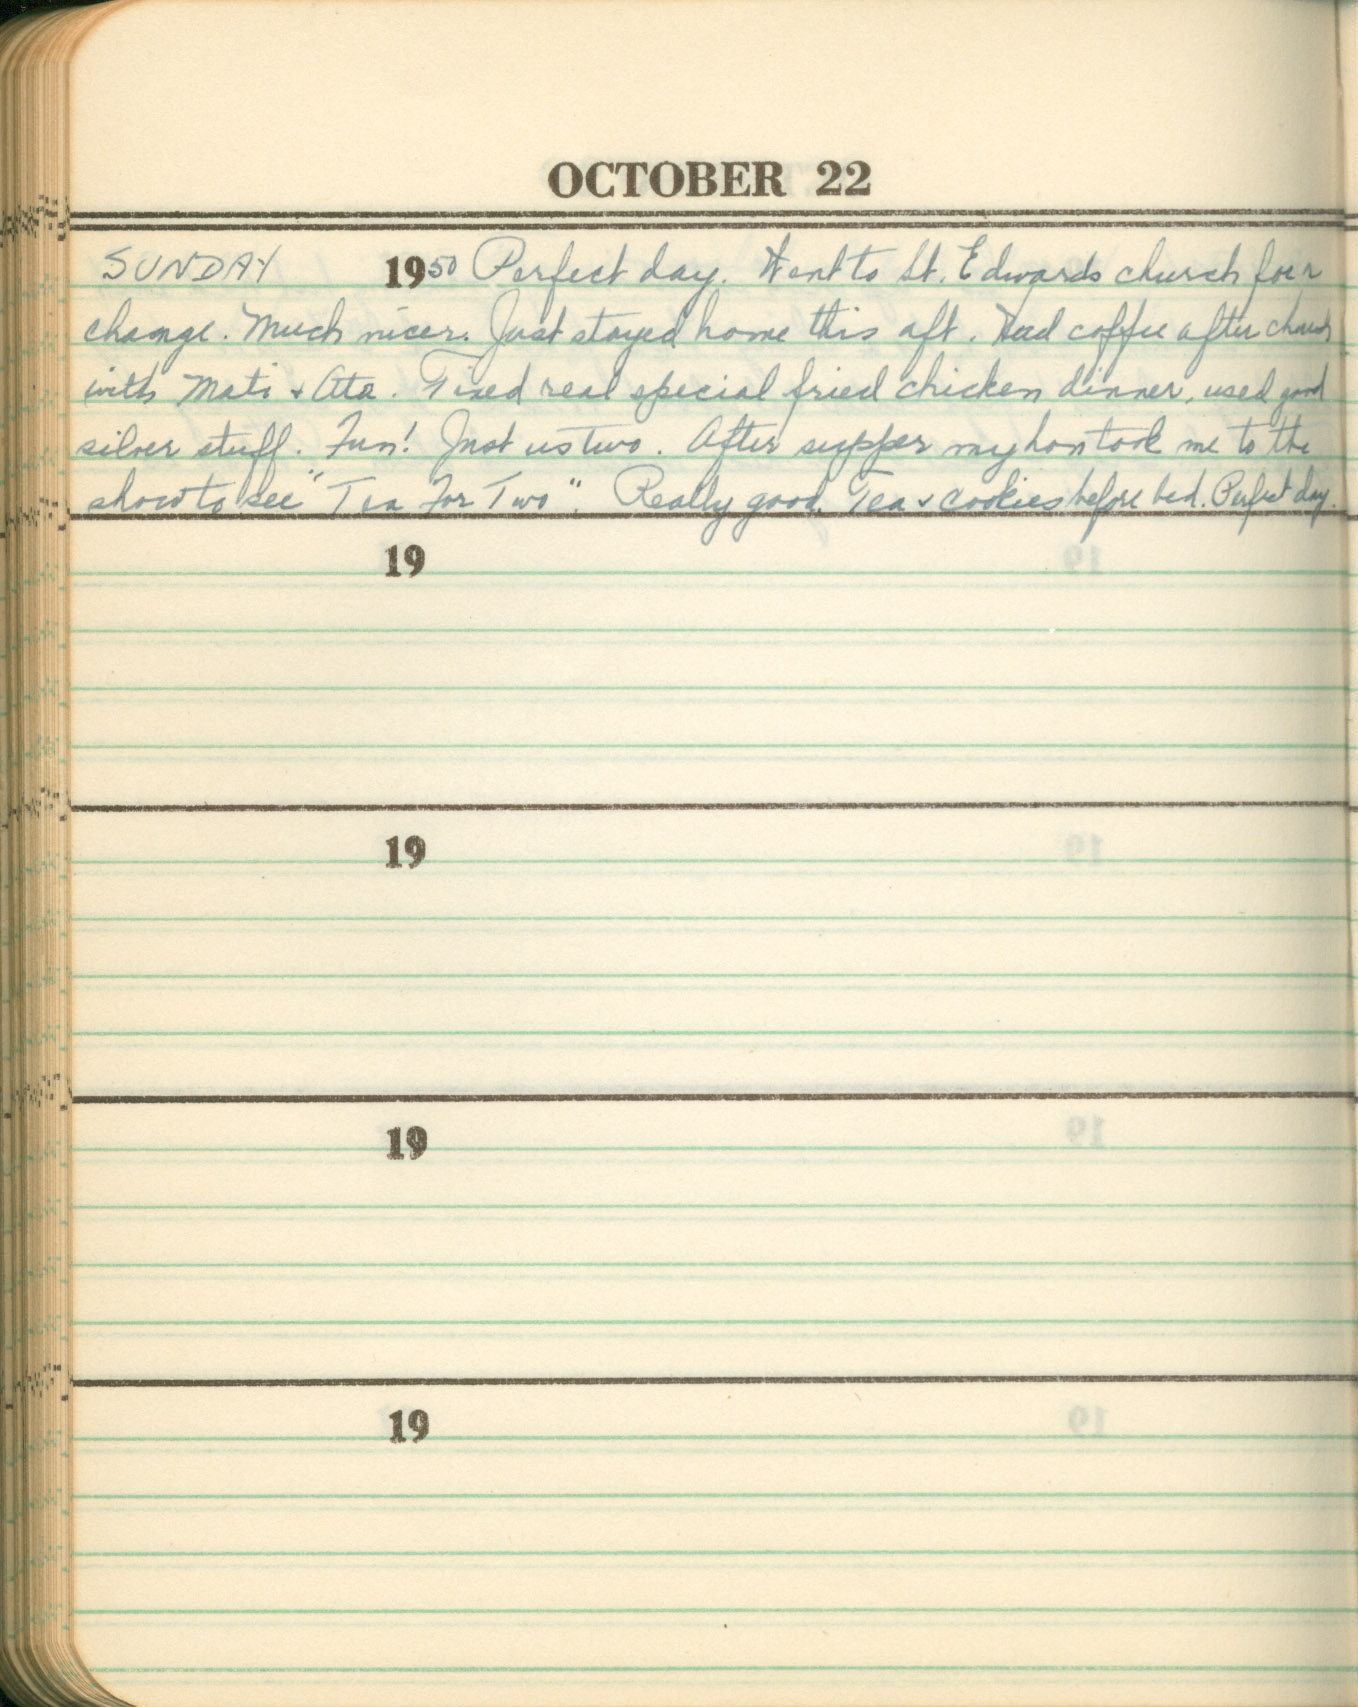 OCTOBER 22
SUNDAY 1950 Perfect day. Went to St. Edwards church for a
change. Much nicer. Just stayed home this aft. Had coffee after church
with Mati + Ata. Fixed real special fried chicken dinner, used good
silver stuff. Fun! Just us two. After supper my hon took me to the
show to see "Tea For Two". Really good. Tea + cookies before bed. Perfect day.
19
19
19
19